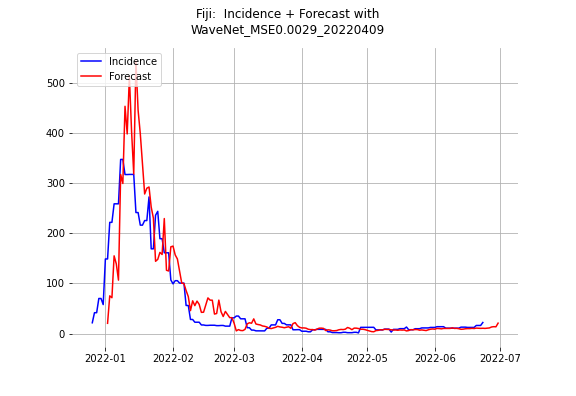 Fiji:  Incidence + Forecast with
WaveNet_MSE0.0029_20220409
Incidence
Forecast
500
400
300
200
100
0
2022-01 2022-02 2022-03 2022-04 2022-05 2022-06 2022-07